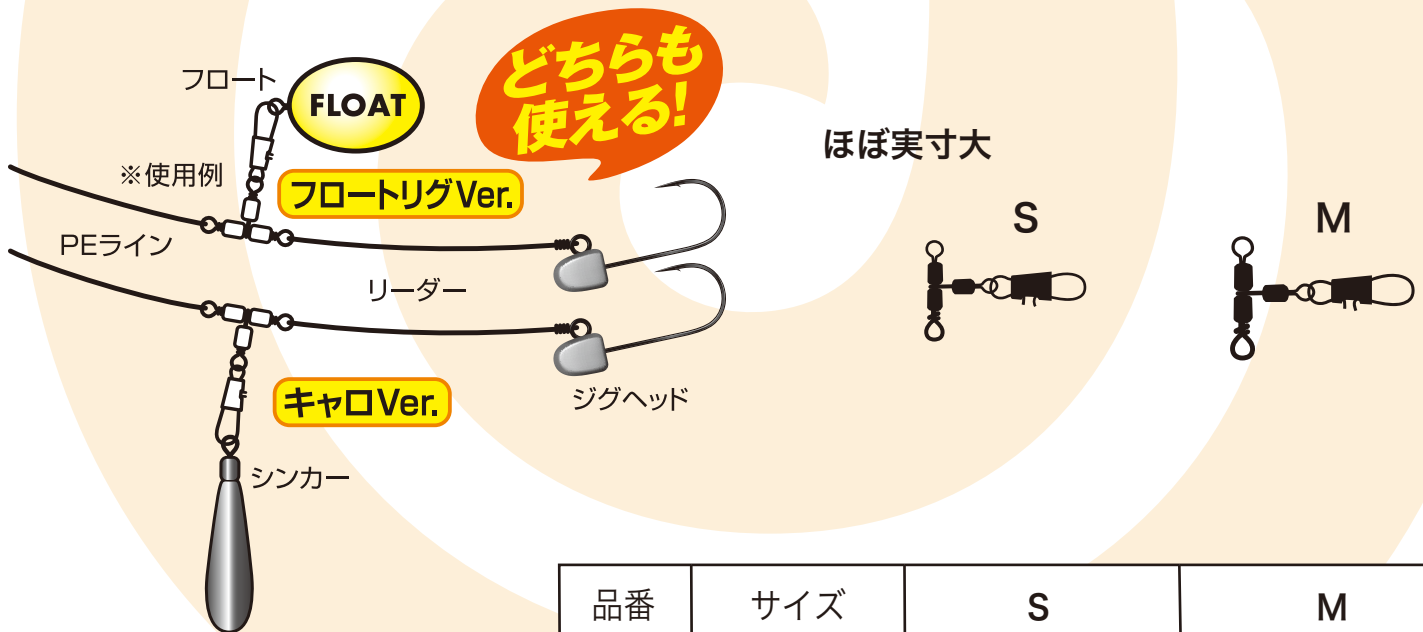 フロート
FLOAT
どちらも
使える!
※使用例
フロートリグVer.
PEライン
リーダー
キャロVer.
ジグヘッド
シンカー
ほぼ実寸大
S
M
品番
サイズ
S
M